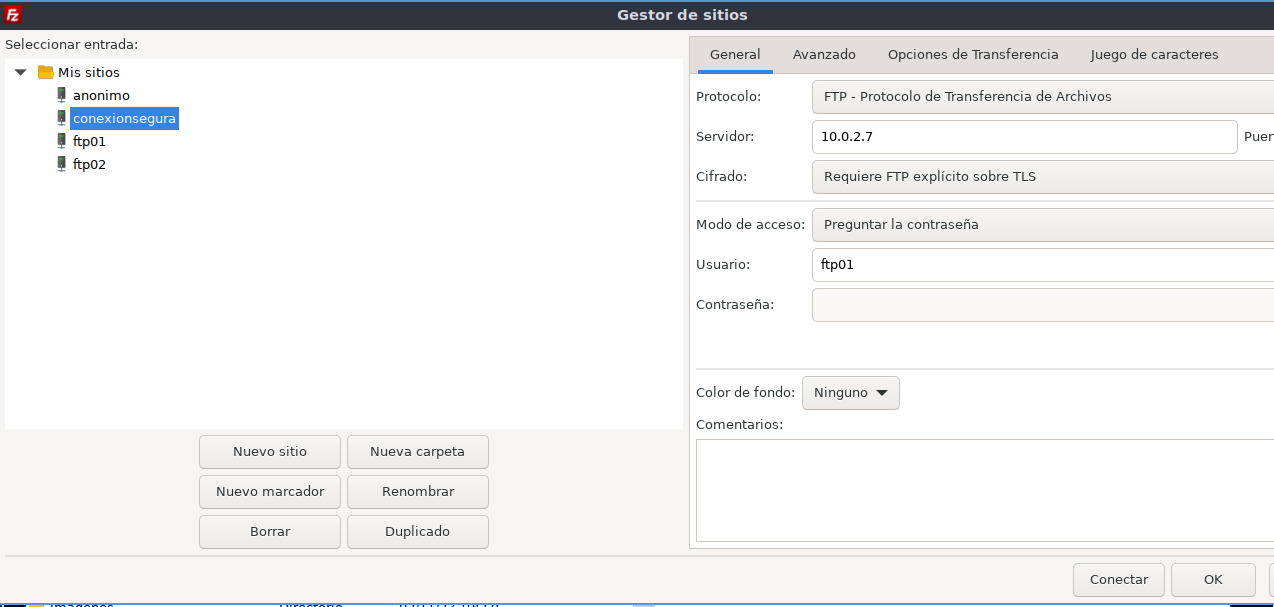 Gestor de sitios
Seleccionar entrada:
Mis sitios
anonimo
conexionsegura
ftp01
ftp02
Nuevo sitio Nueva carpeta
Nuevo marcador Renombrar
Borrar Duplicado
General Avanzado Opciones de Transferencia Juego de caracteres
Protocolo: FTP - Protocolo de Transferencia de Archivos
Servidor: 10.0.2.7 Puer
Cifrado: Requiere FTP explícito sobre TLS
Modo de acceso: Preguntar la contraseña
Usuario: ftp01
Contraseña:
Color de fondo: Ninguno
Comentarios:
Conectar OK